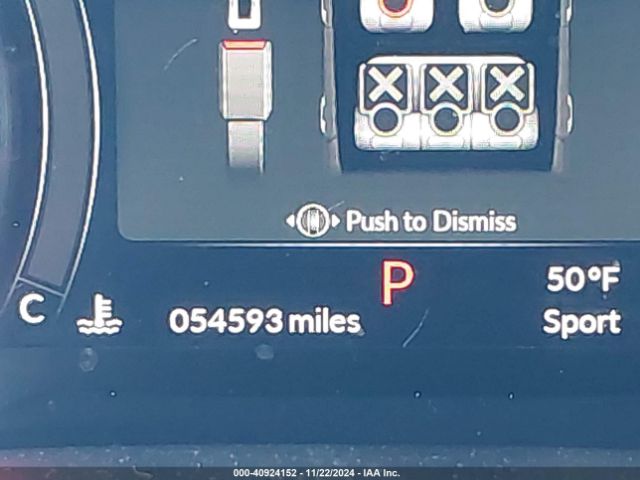 Push to Dismiss
P
50°F
C
054593 miles
Sport
000-40924152 - 11/22/2024 - IAA Inc.